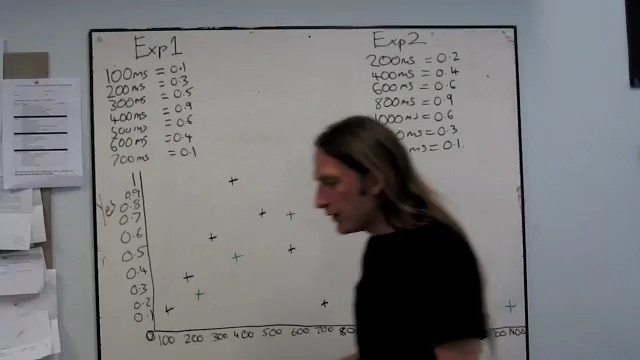 Exp1
100ms = 0.1
200ms = 0.3
300ms = 0.5
400ms = 0.9
500ms = 0.6
600ms = 0.4
700ms = 0.1
Exp2
200ms = 0.2
400ms = 0.4
600ms = 0.6
800ms = 0.9
1000ms = 0.6
ms = 0.3
ms = 0.1
Yes
1
0.9
0.8
0.7
0.6
0.5
0.4
0.3
0.2
0.1
0 100 200 300 400 500 600 700